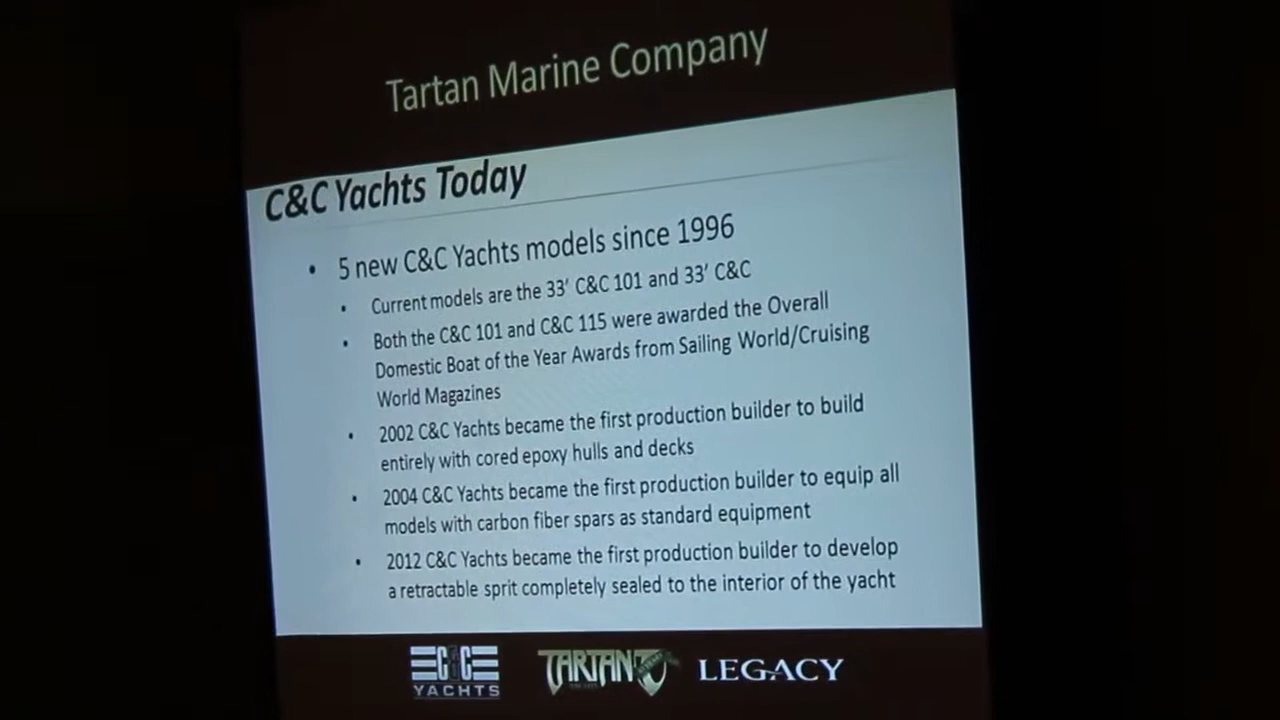 Tartan Marine Company
C&C Yachts Today
• 5 new C&C Yachts models since 1996
• Current models are the 33' C&C 101 and 33' C&C
• Both the C&C 101 and C&C 115 were awarded the Overall
Domestic Boat of the Year Awards from Sailing World/Cruising
World Magazines
• 2002 C&C Yachts became the first production builder to build
entirely with cored epoxy hulls and decks
• 2004 C&C Yachts became the first production builder to equip all
models with carbon fiber spars as standard equipment
• 2012 C&C Yachts became the first production builder to develop
a retractable sprit completely sealed to the interior of the yacht
C&C
YACHTS
TARTAN
LEGACY